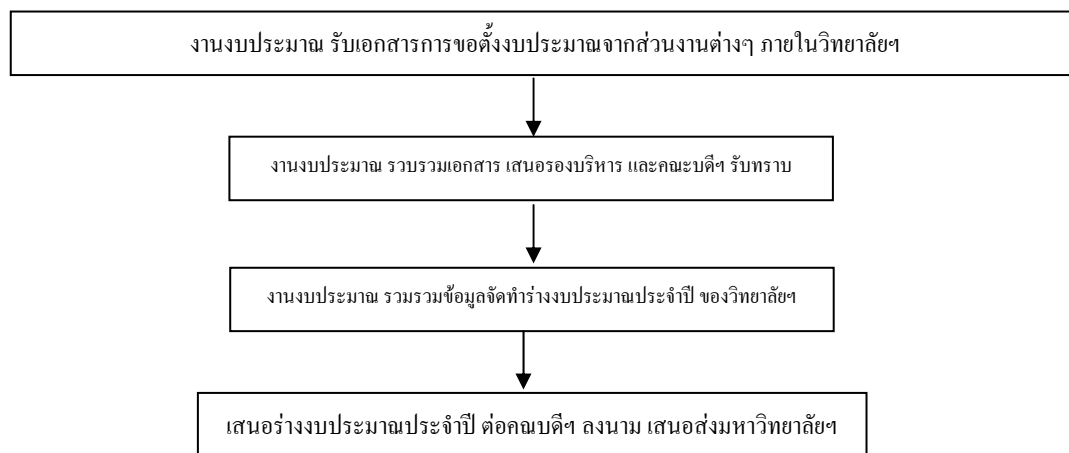 งานงบประมาณ รับเอกสารการขอตั้งงบประมาณจากส่วนงานต่างๆ ภายในวิทยาลัยฯ
งานงบประมาณ รวบรวมเอกสาร เสนอรองบริหาร และคณะบดีฯ รับทราบ
งานงบประมาณ รวมรวมข้อมูลจัดทำร่างงบประมาณประจำปี ของวิทยาลัยฯ
เสนอร่างงบประมาณประจำปี ต่อคณบดีฯ ลงนาม เสนอส่งมหาวิทยาลัยฯ